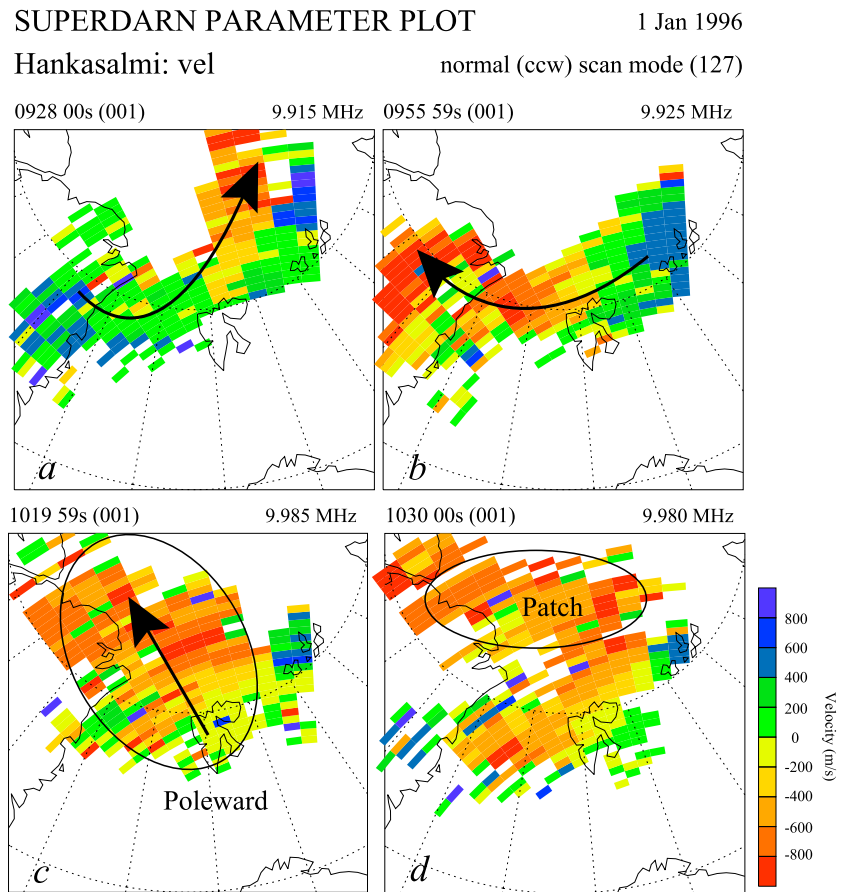 SUPERDARN PARAMETER PLOT
1 Jan 1996
Hankasalmi: vel
normal (ccw) scan mode (127)
0928 00s (001)
9.915 MHz
0955 59s (001)
9.925 MHz
a
b
1019 59s (001)
9.985 MHz
1030 00s (001)
9.980 MHz
Patch
Poleward
c
d
800
600
400
200
0
-200
-400
-600
-800
Velocity (m/s)